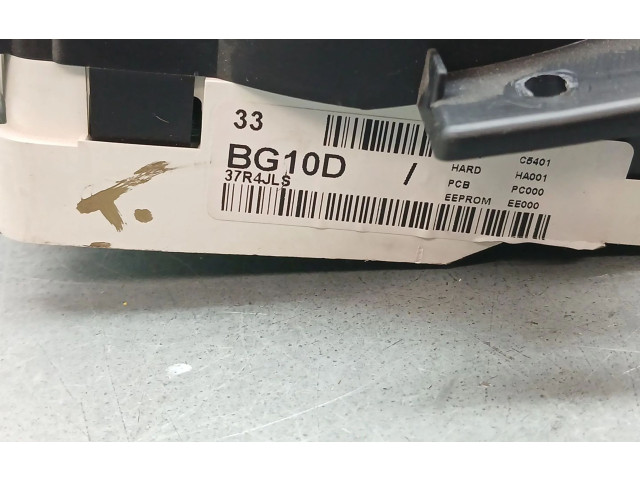 33
BG10D /
37R4JLS
C5401
HARD HA001
PCB PC000
EEPROM EE000